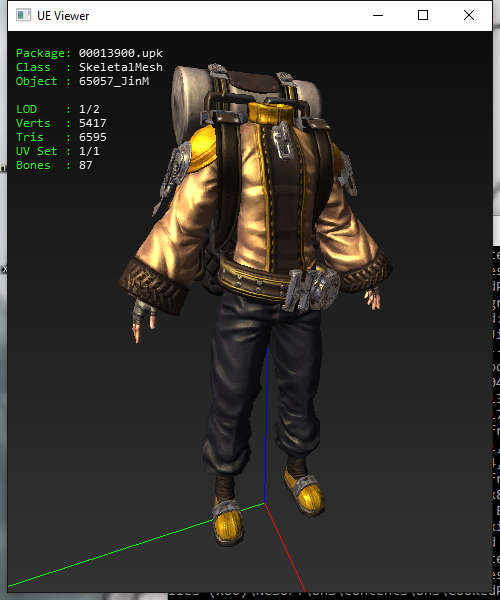 UE Viewer
Package: 00013900.upk
Class  : SkeletalMesh
Object : 65057_JinM
LOD    : 1/2
Verts  : 5417
Tris   : 6595
UV Set : 1/1
Bones  : 87